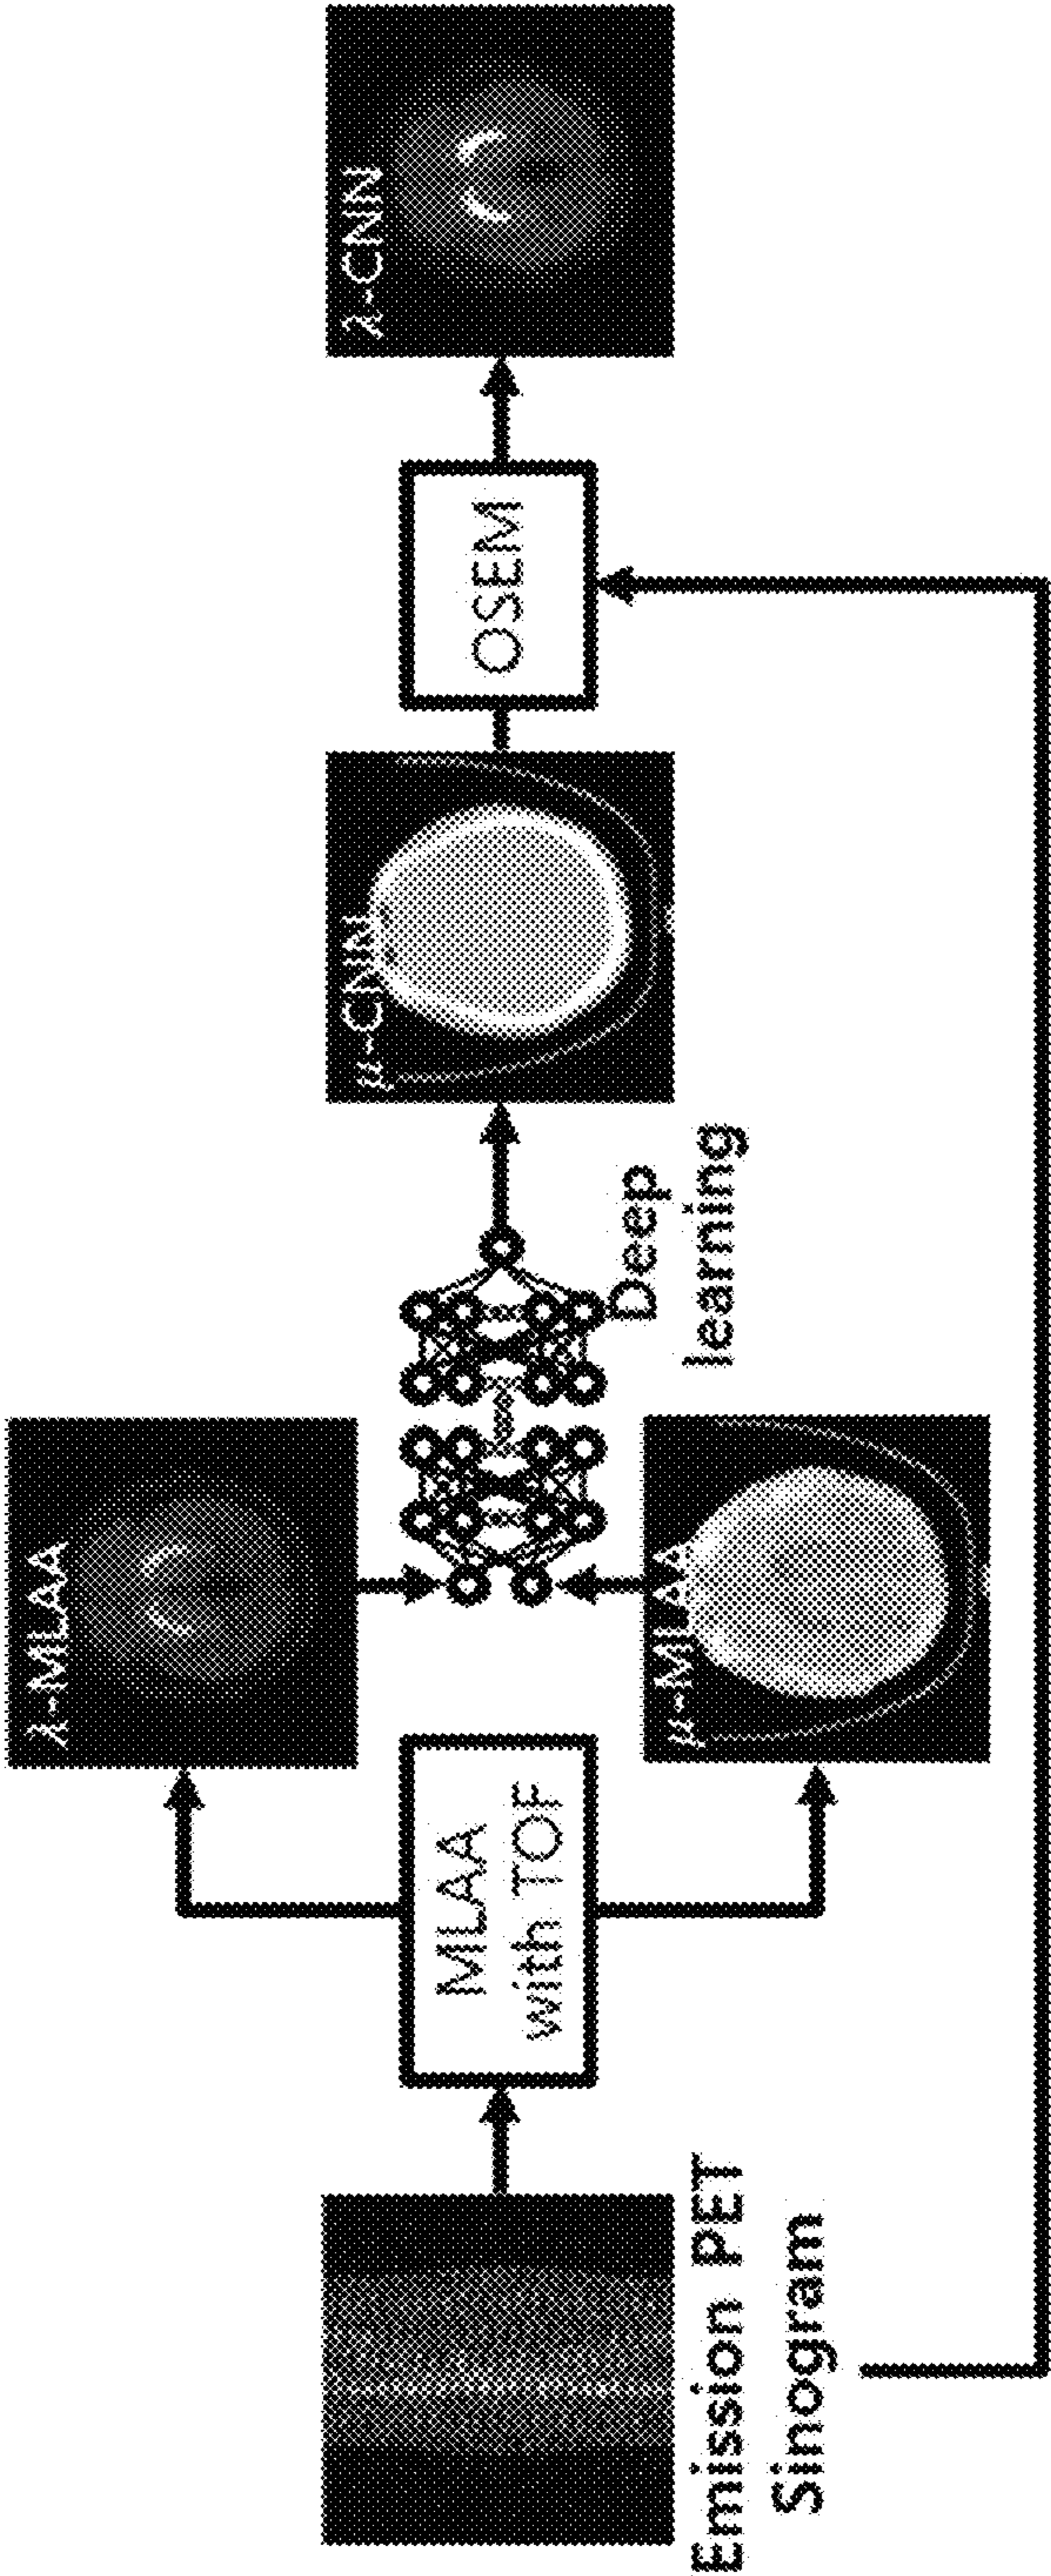 Emission PET
Sinogram
MLAA
with TOF
λ-MLAA
μ-MLAA
Deep
learning
μ-CNN
OSEM
λ-CNN